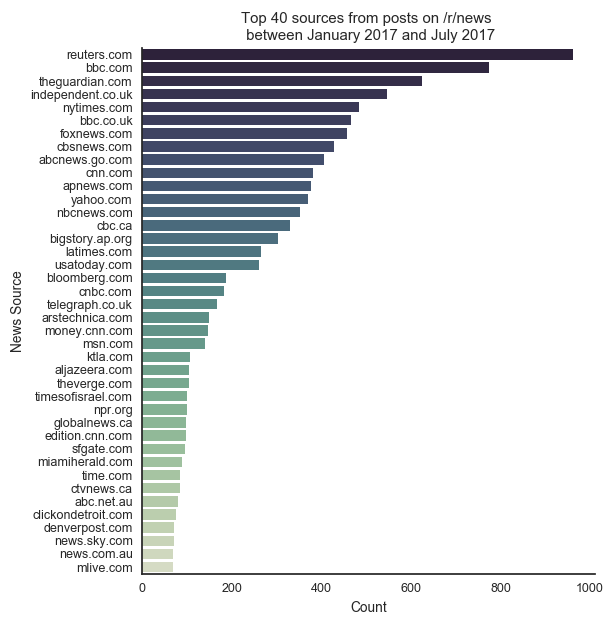 Top 40 sources from posts on /r/news
between January 2017 and July 2017
News Source
reuters.com
bbc.com
theguardian.com
independent.co.uk
nytimes.com
bbc.co.uk
foxnews.com
cbsnews.com
abcnews.go.com
cnn.com
apnews.com
yahoo.com
nbcnews.com
cbc.ca
bigstory.ap.org
latimes.com
usatoday.com
bloomberg.com
cnbc.com
telegraph.co.uk
arstechnica.com
money.cnn.com
msn.com
ktla.com
aljazeera.com
theverge.com
timesofisrael.com
npr.org
globalnews.ca
edition.cnn.com
sfgate.com
miamiherald.com
time.com
ctvnews.ca
abc.net.au
clickondetroit.com
denverpost.com
news.sky.com
news.com.au
mlive.com
0 200 400 600 800 1000
Count